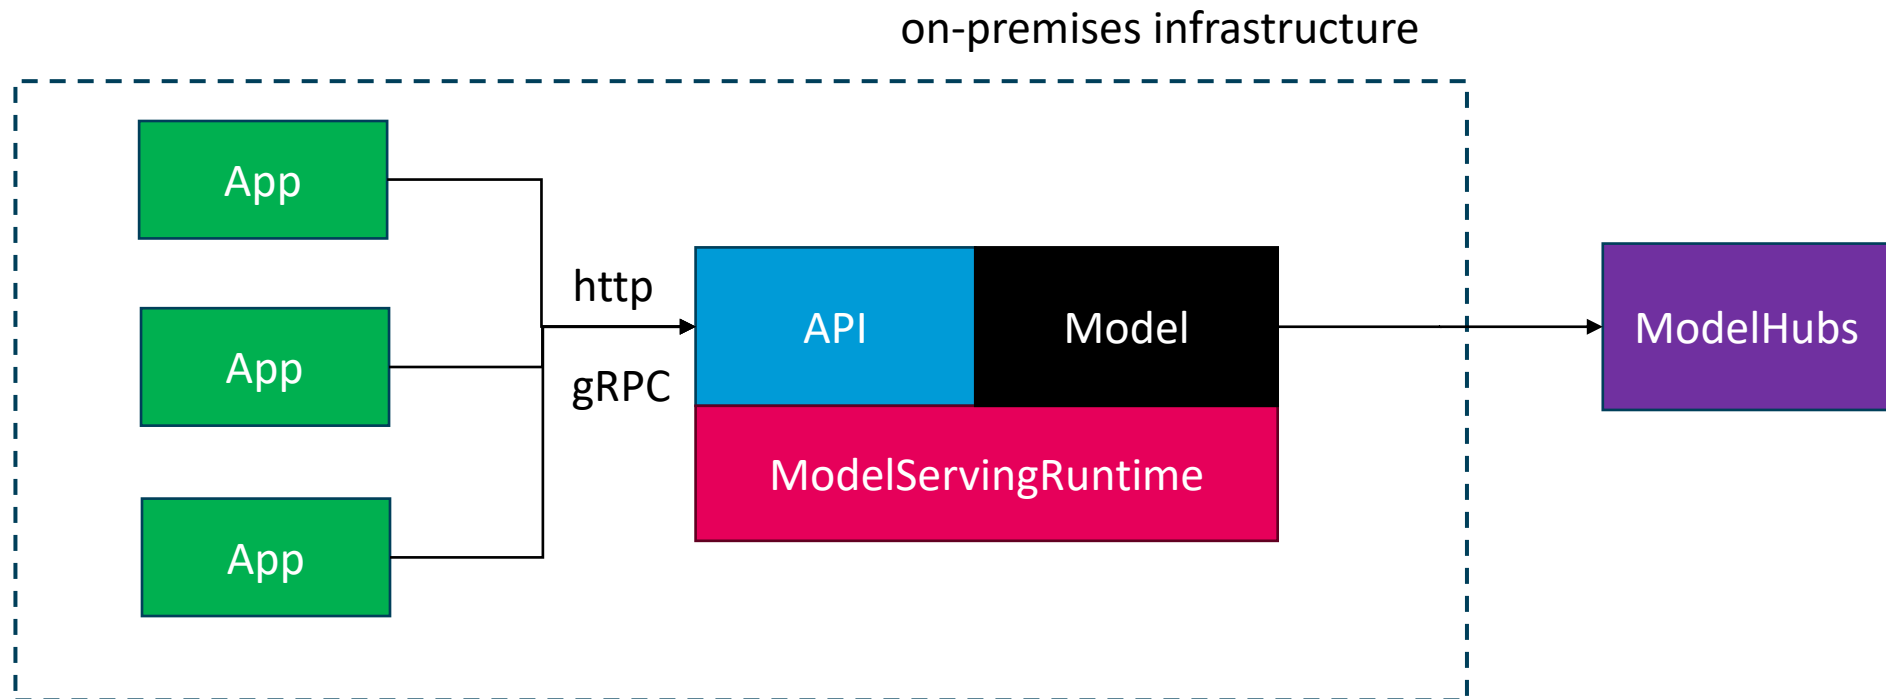 on-premises infrastructure
App
App
App
http
gRPC
API
Model
ModelServingRuntime
ModelHubs